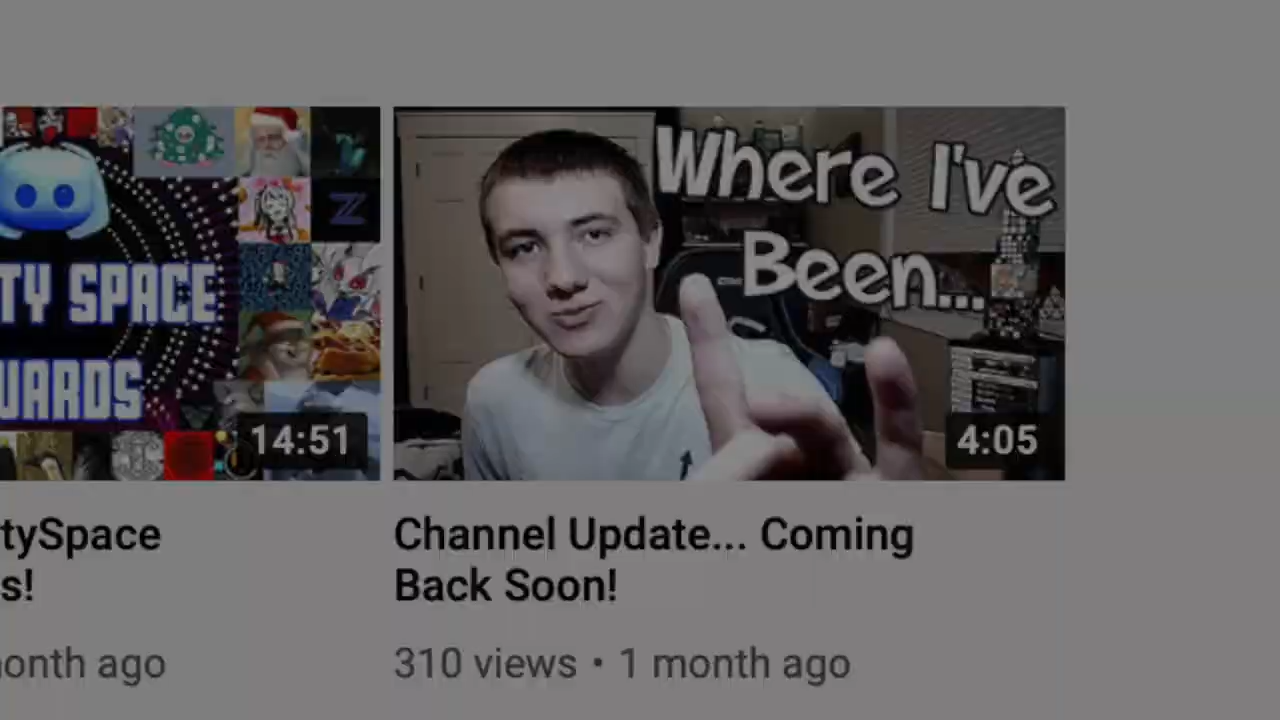 TY SPACE
WARDS
14:51
Where I've
Been...
4:05
tySpace
s!
Channel Update... Coming
Back Soon!
onth ago
310 views • 1 month ago